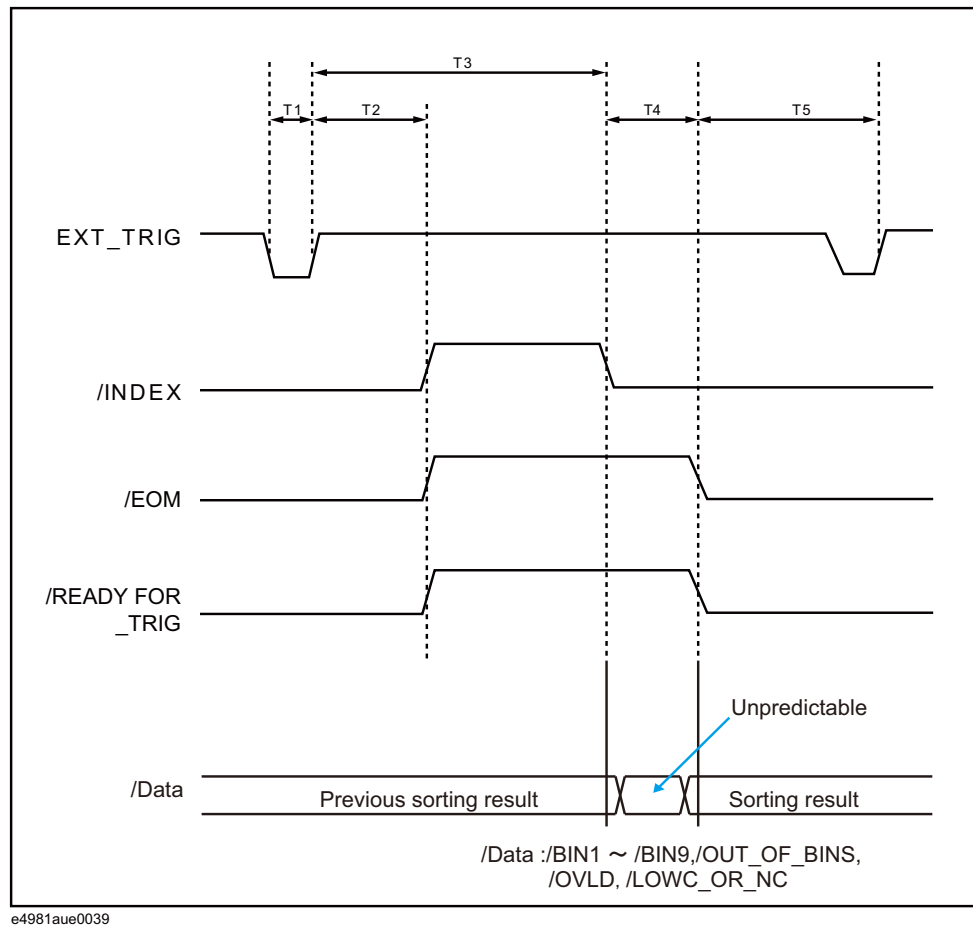 T3
T1
T2
T4
T5
EXT_TRIG
/INDEX
/EOM
/READY FOR
_TRIG
Unpredictable
/Data
Previous sorting result
Sorting result
/Data :/BIN1 ～ /BIN9,/OUT_OF_BINS,
/OVLD, /LOWC_OR_NC
e4981aue0039